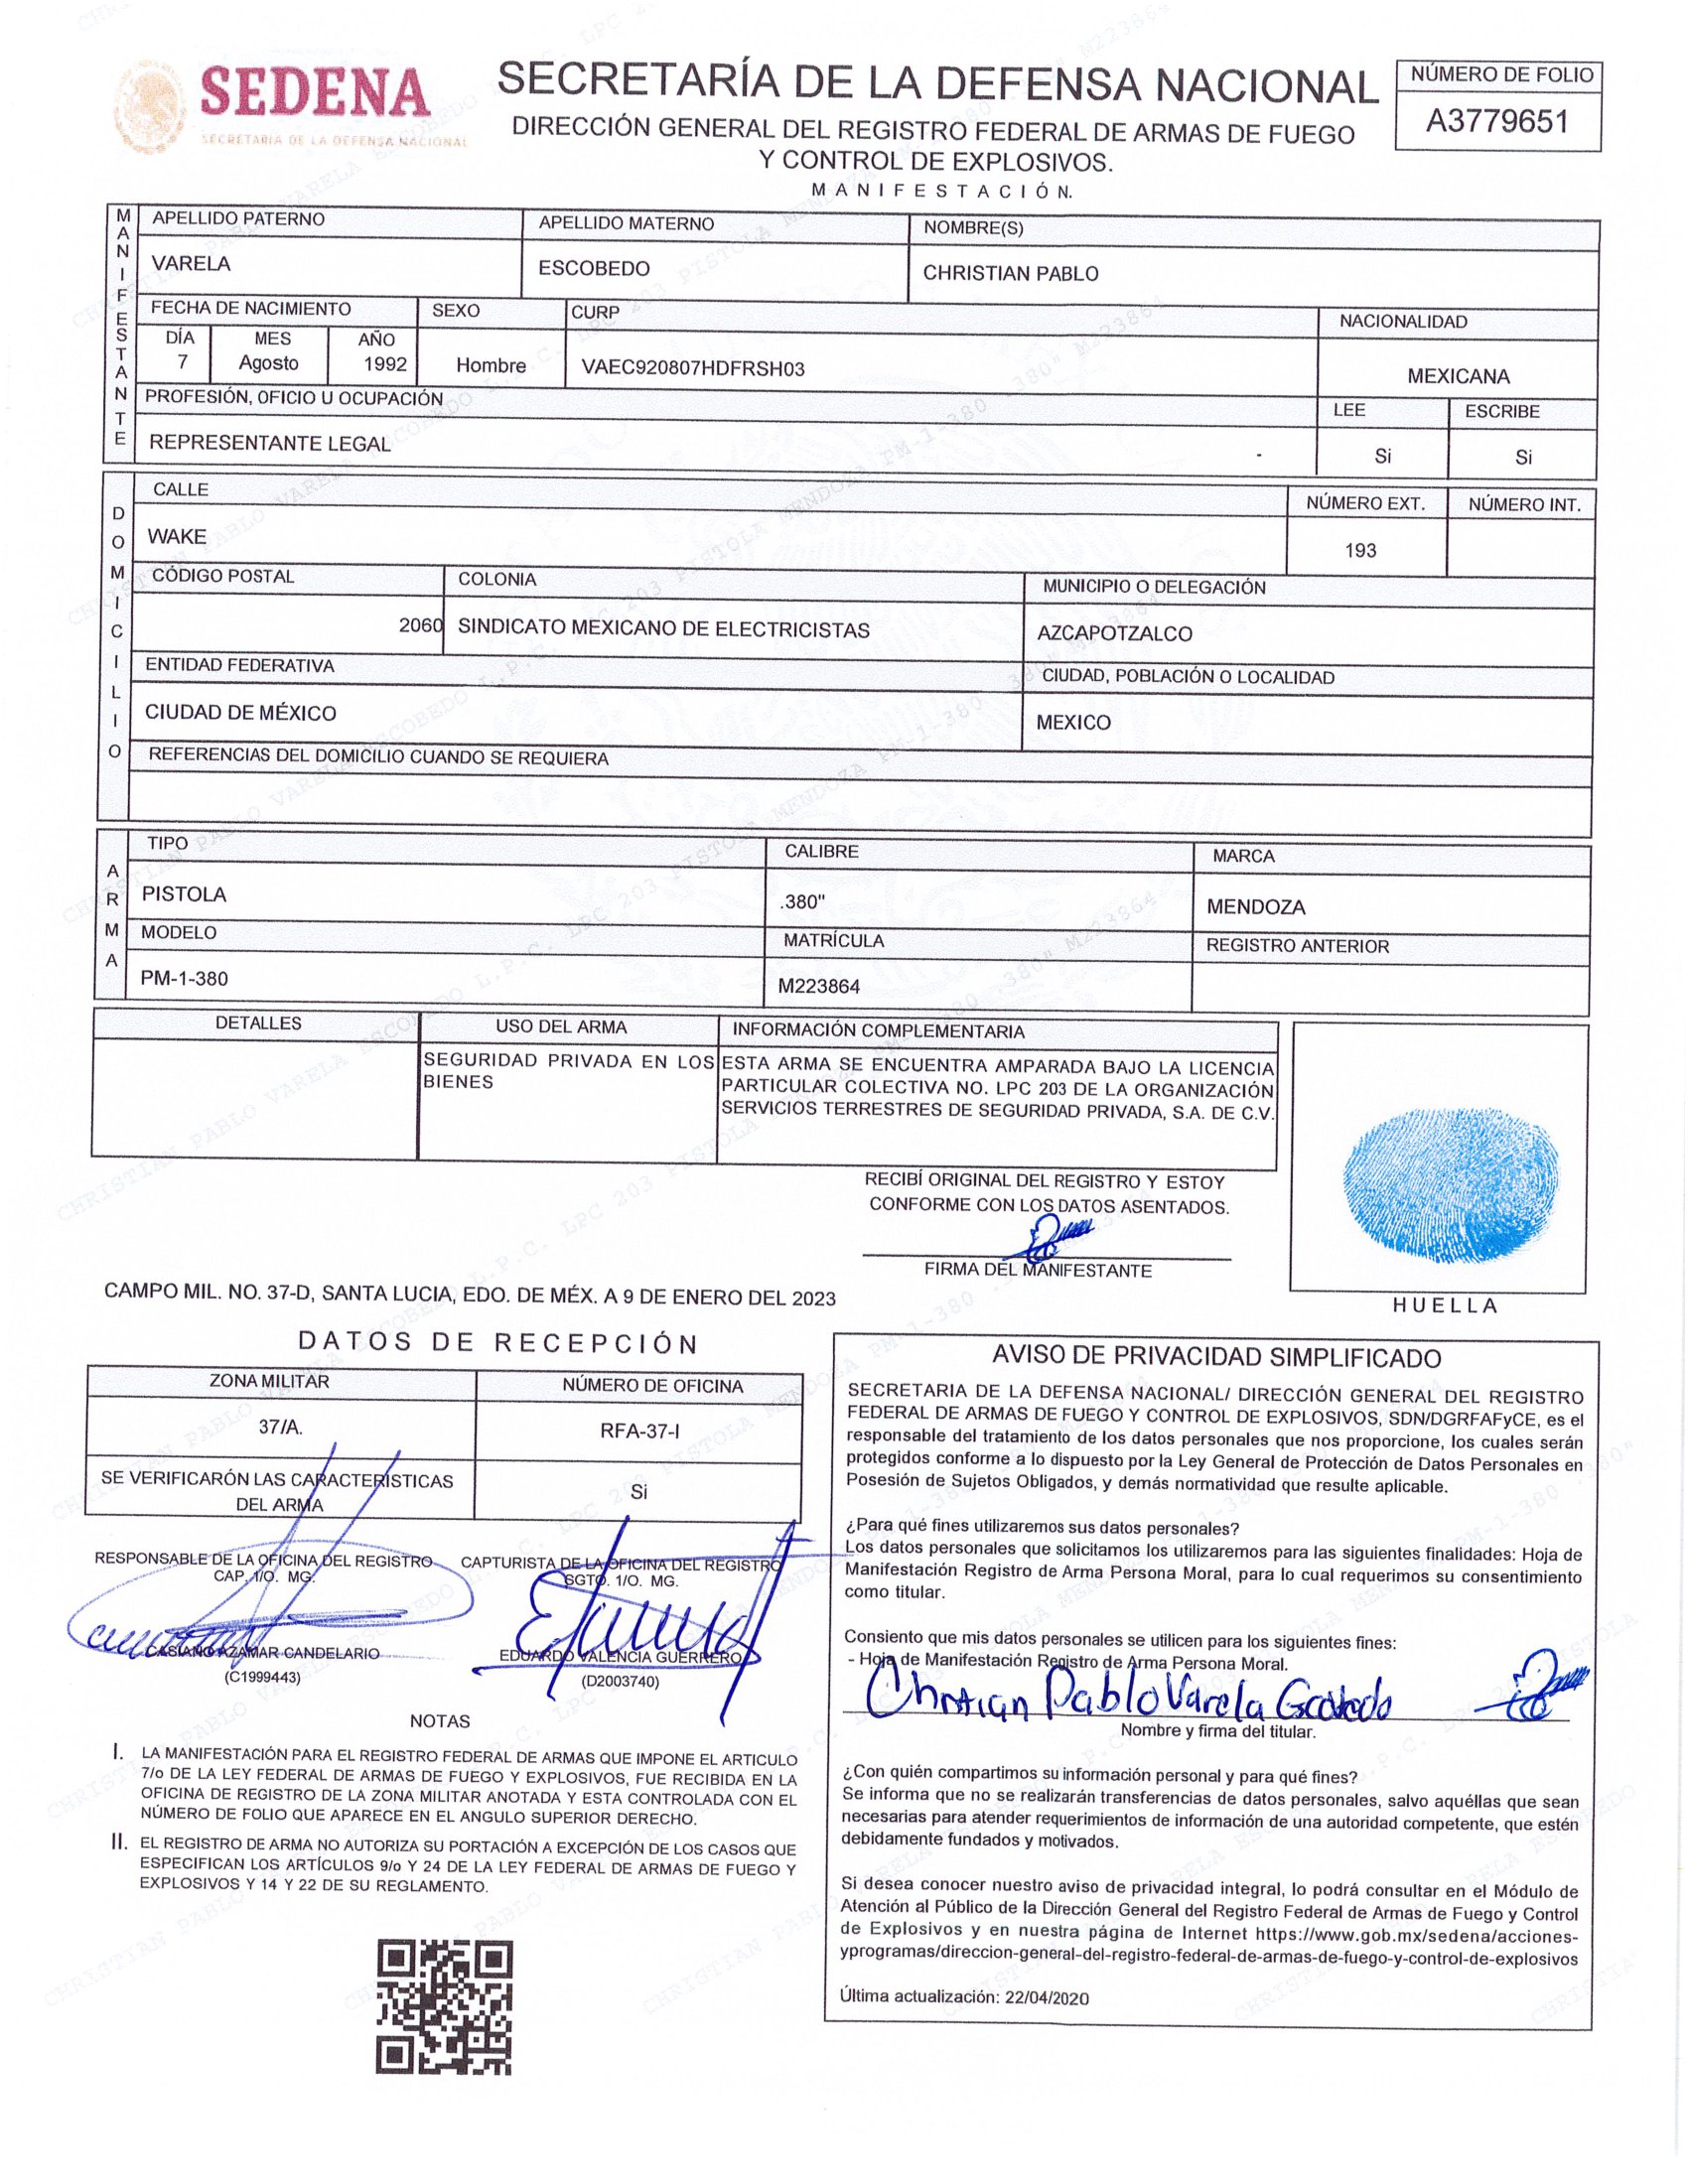 SEDENA
SECRETARÍA DE LA DEFENSA NACIONAL
SECRETARÍA DE LA DEFENSA NACIONAL
DIRECCIÓN GENERAL DEL REGISTRO FEDERAL DE ARMAS DE FUEGO
Y CONTROL DE EXPLOSIVOS.
MANIFESTACIÓN.
NÚMERO DE FOLIO
A3779651
MANIFESTANTE
APELLIDO PATERNO APELLIDO MATERNO NOMBRE(S)
VARELA ESCOBEDO CHRISTIAN PABLO
FECHA DE NACIMIENTO SEXO CURP NACIONALIDAD
DÍA MES AÑO
7 Agosto 1992 Hombre VAEC920807HDFRSH03 MEXICANA
PROFESIÓN, OFICIO U OCUPACIÓN LEE ESCRIBE
REPRESENTANTE LEGAL - Si Si
DOMICILIO
CALLE NÚMERO EXT. NÚMERO INT.
WAKE 193
CÓDIGO POSTAL COLONIA MUNICIPIO O DELEGACIÓN
2060 SINDICATO MEXICANO DE ELECTRICISTAS AZCAPOTZALCO
ENTIDAD FEDERATIVA CIUDAD, POBLACIÓN O LOCALIDAD
CIUDAD DE MÉXICO MEXICO
REFERENCIAS DEL DOMICILIO CUANDO SE REQUIERA
ARMA
TIPO CALIBRE MARCA
PISTOLA .380" MENDOZA
MODELO MATRÍCULA REGISTRO ANTERIOR
PM-1-380 M223864
DETALLES USO DEL ARMA INFORMACIÓN COMPLEMENTARIA
SEGURIDAD PRIVADA EN LOS
BIENES
ESTA ARMA SE ENCUENTRA AMPARADA BAJO LA LICENCIA
PARTICULAR COLECTIVA NO. LPC 203 DE LA ORGANIZACIÓN
SERVICIOS TERRESTRES DE SEGURIDAD PRIVADA, S.A. DE C.V.
RECIBÍ ORIGINAL DEL REGISTRO Y ESTOY
CONFORME CON LOS DATOS ASENTADOS.
FIRMA DEL MANIFESTANTE
HUELLA
CAMPO MIL. NO. 37-D, SANTA LUCIA, EDO. DE MÉX. A 9 DE ENERO DEL 2023
DATOS DE RECEPCIÓN
ZONA MILITAR NÚMERO DE OFICINA
37/A. RFA-37-I
SE VERIFICARÓN LAS CARACTERÍSTICAS
DEL ARMA
Si
RESPONSABLE DE LA OFICINA DEL REGISTRO
CAP. 1/O. MG.
CASIANO AZAMAR CANDELARIO
(C1999443)
CAPTURISTA DE LA OFICINA DEL REGISTRO
SGTO. 1/O. MG.
EDUARDO VALENCIA GUERRERO
(D2003740)
NOTAS
I. LA MANIFESTACIÓN PARA EL REGISTRO FEDERAL DE ARMAS QUE IMPONE EL ARTICULO
7/o DE LA LEY FEDERAL DE ARMAS DE FUEGO Y EXPLOSIVOS, FUE RECIBIDA EN LA
OFICINA DE REGISTRO DE LA ZONA MILITAR ANOTADA Y ESTA CONTROLADA CON EL
NÚMERO DE FOLIO QUE APARECE EN EL ANGULO SUPERIOR DERECHO.
II. EL REGISTRO DE ARMA NO AUTORIZA SU PORTACIÓN A EXCEPCIÓN DE LOS CASOS QUE
ESPECIFICAN LOS ARTÍCULOS 9/o Y 24 DE LA LEY FEDERAL DE ARMAS DE FUEGO Y
EXPLOSIVOS Y 14 Y 22 DE SU REGLAMENTO.
AVISO DE PRIVACIDAD SIMPLIFICADO
SECRETARIA DE LA DEFENSA NACIONAL/ DIRECCIÓN GENERAL DEL REGISTRO
FEDERAL DE ARMAS DE FUEGO Y CONTROL DE EXPLOSIVOS, SDN/DGRFAFyCE, es el
responsable del tratamiento de los datos personales que nos proporcione, los cuales serán
protegidos conforme a lo dispuesto por la Ley General de Protección de Datos Personales en
Posesión de Sujetos Obligados, y demás normatividad que resulte aplicable.
¿Para qué fines utilizaremos sus datos personales?
Los datos personales que solicitamos los utilizaremos para las siguientes finalidades: Hoja de
Manifestación Registro de Arma Persona Moral, para lo cual requerimos su consentimiento
como titular.
Consiento que mis datos personales se utilicen para los siguientes fines:
- Hoja de Manifestación Registro de Arma Persona Moral.
Chrstian Pablo Varela Escobedo
Nombre y firma del titular.
¿Con quién compartimos su información personal y para qué fines?
Se informa que no se realizarán transferencias de datos personales, salvo aquéllas que sean
necesarias para atender requerimientos de información de una autoridad competente, que estén
debidamente fundados y motivados.
Si desea conocer nuestro aviso de privacidad integral, lo podrá consultar en el Módulo de
Atención al Público de la Dirección General del Registro Federal de Armas de Fuego y Control
de Explosivos y en nuestra página de Internet https://www.gob.mx/sedena/acciones-
yprogramas/direccion-general-del-registro-federal-de-armas-de-fuego-y-control-de-explosivos
Última actualización: 22/04/2020